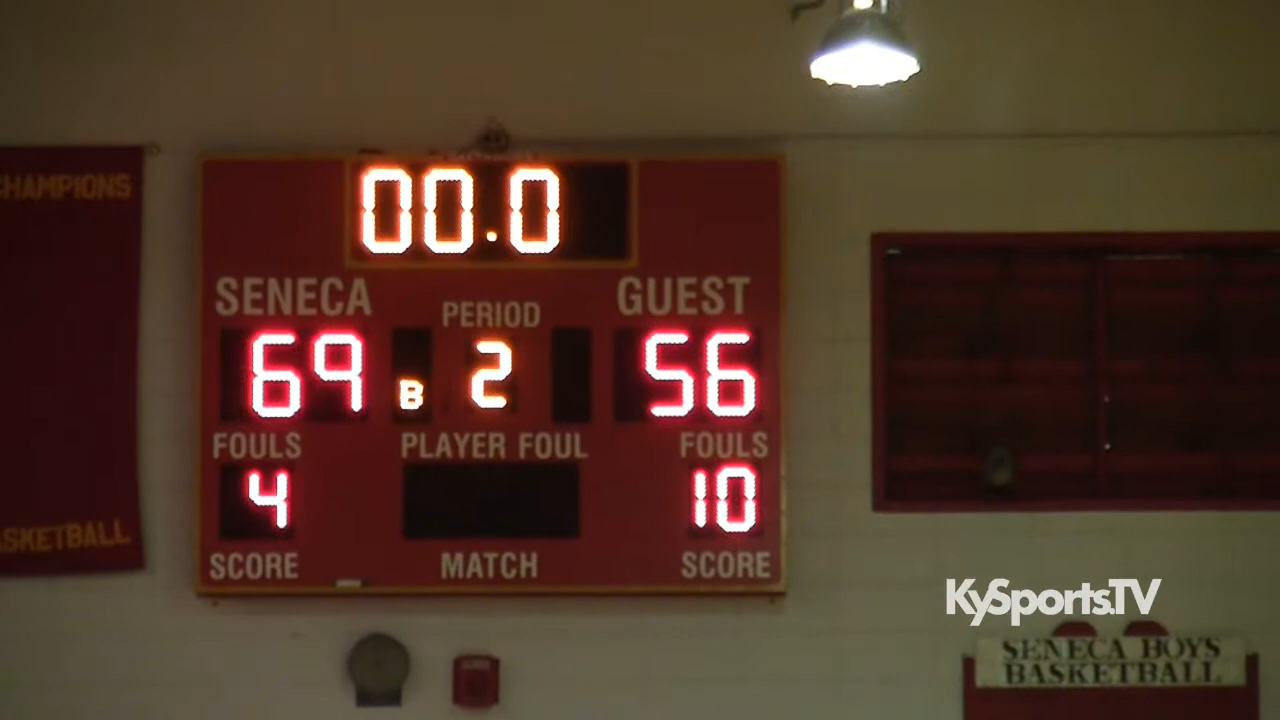 CHAMPIONS
00.0
SENECA
PERIOD
GUEST
69
B
2
56
FOULS
PLAYER FOUL
FOULS
4
10
SCORE
MATCH
SCORE
BASKETBALL
KySports.TV
SENECA BOYS
BASKETBALL